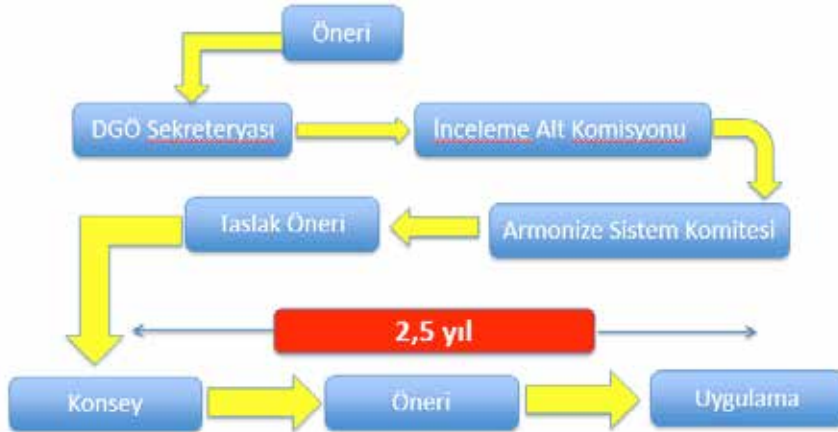 Öneri
DGÖ Sekreteryası
İnceleme Alt Komisyonu
Armonize Sistem Komitesi
Taslak Öneri
2,5 yıl
Konsey
Öneri
Uygulama